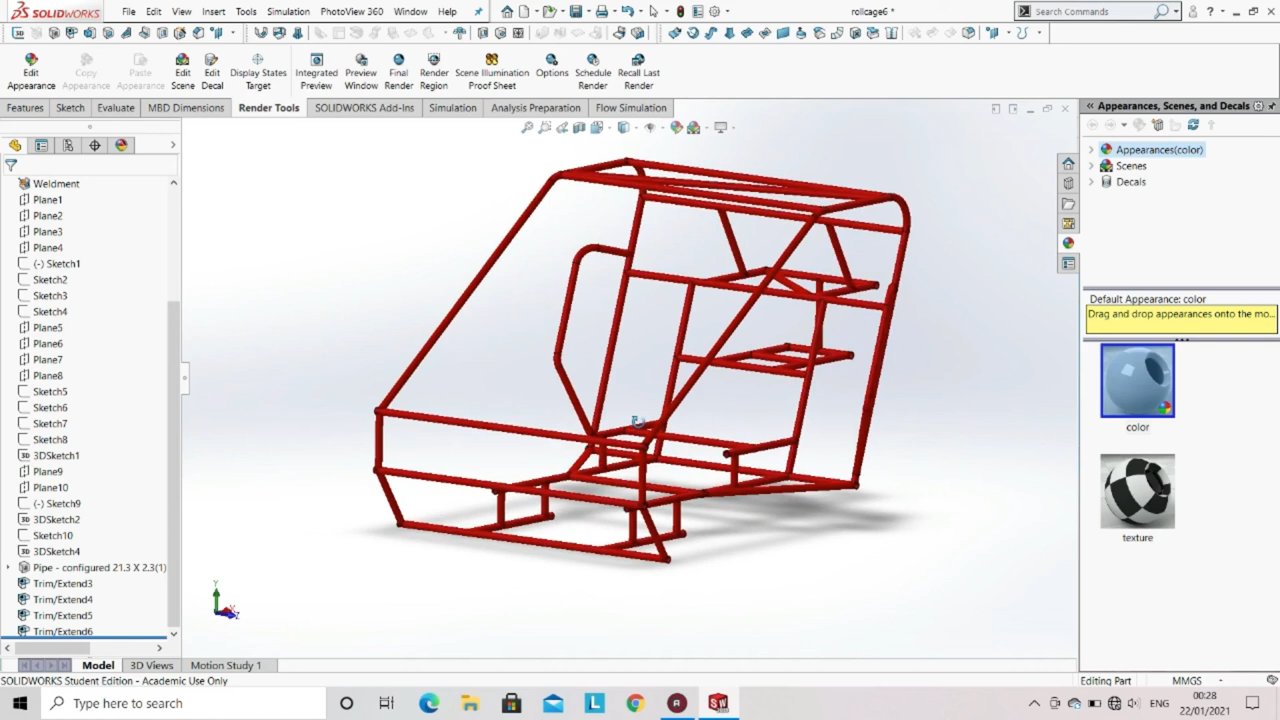 SOLIDWORKS File Edit View Insert Tools Simulation PhotoView 360 Window Help rollcage6 * Search Commands
Edit Appearance
Copy Appearance
Paste Appearance
Edit Scene
Edit Decal
Display States Target
Integrated Preview
Preview Window
Final Render
Render Region
Scene Illumination Proof Sheet
Options
Schedule Render
Recall Last Render
Features Sketch Evaluate MBD Dimensions Render Tools SOLIDWORKS Add-Ins Simulation Analysis Preparation Flow Simulation
Weldment
Plane1
Plane2
Plane3
Plane4
(-) Sketch1
Sketch2
Sketch3
Sketch4
Plane5
Plane6
Plane7
Plane8
Sketch5
Sketch6
Sketch7
Sketch8
3DSketch1
Plane9
Plane10
(-) Sketch9
3DSketch2
Sketch10
3DSketch4
Pipe - configured 21.3 X 2.3(1)
Trim/Extend3
Trim/Extend4
Trim/Extend5
Trim/Extend6
Appearances, Scenes, and Decals
Appearances(color)
Scenes
Decals
Default Appearance: color
Drag and drop appearances onto the mo...
color
texture
Model 3D Views Motion Study 1
SOLIDWORKS Student Edition - Academic Use Only Editing Part MMGS
Type here to search
ENG
00:28
22/01/2021